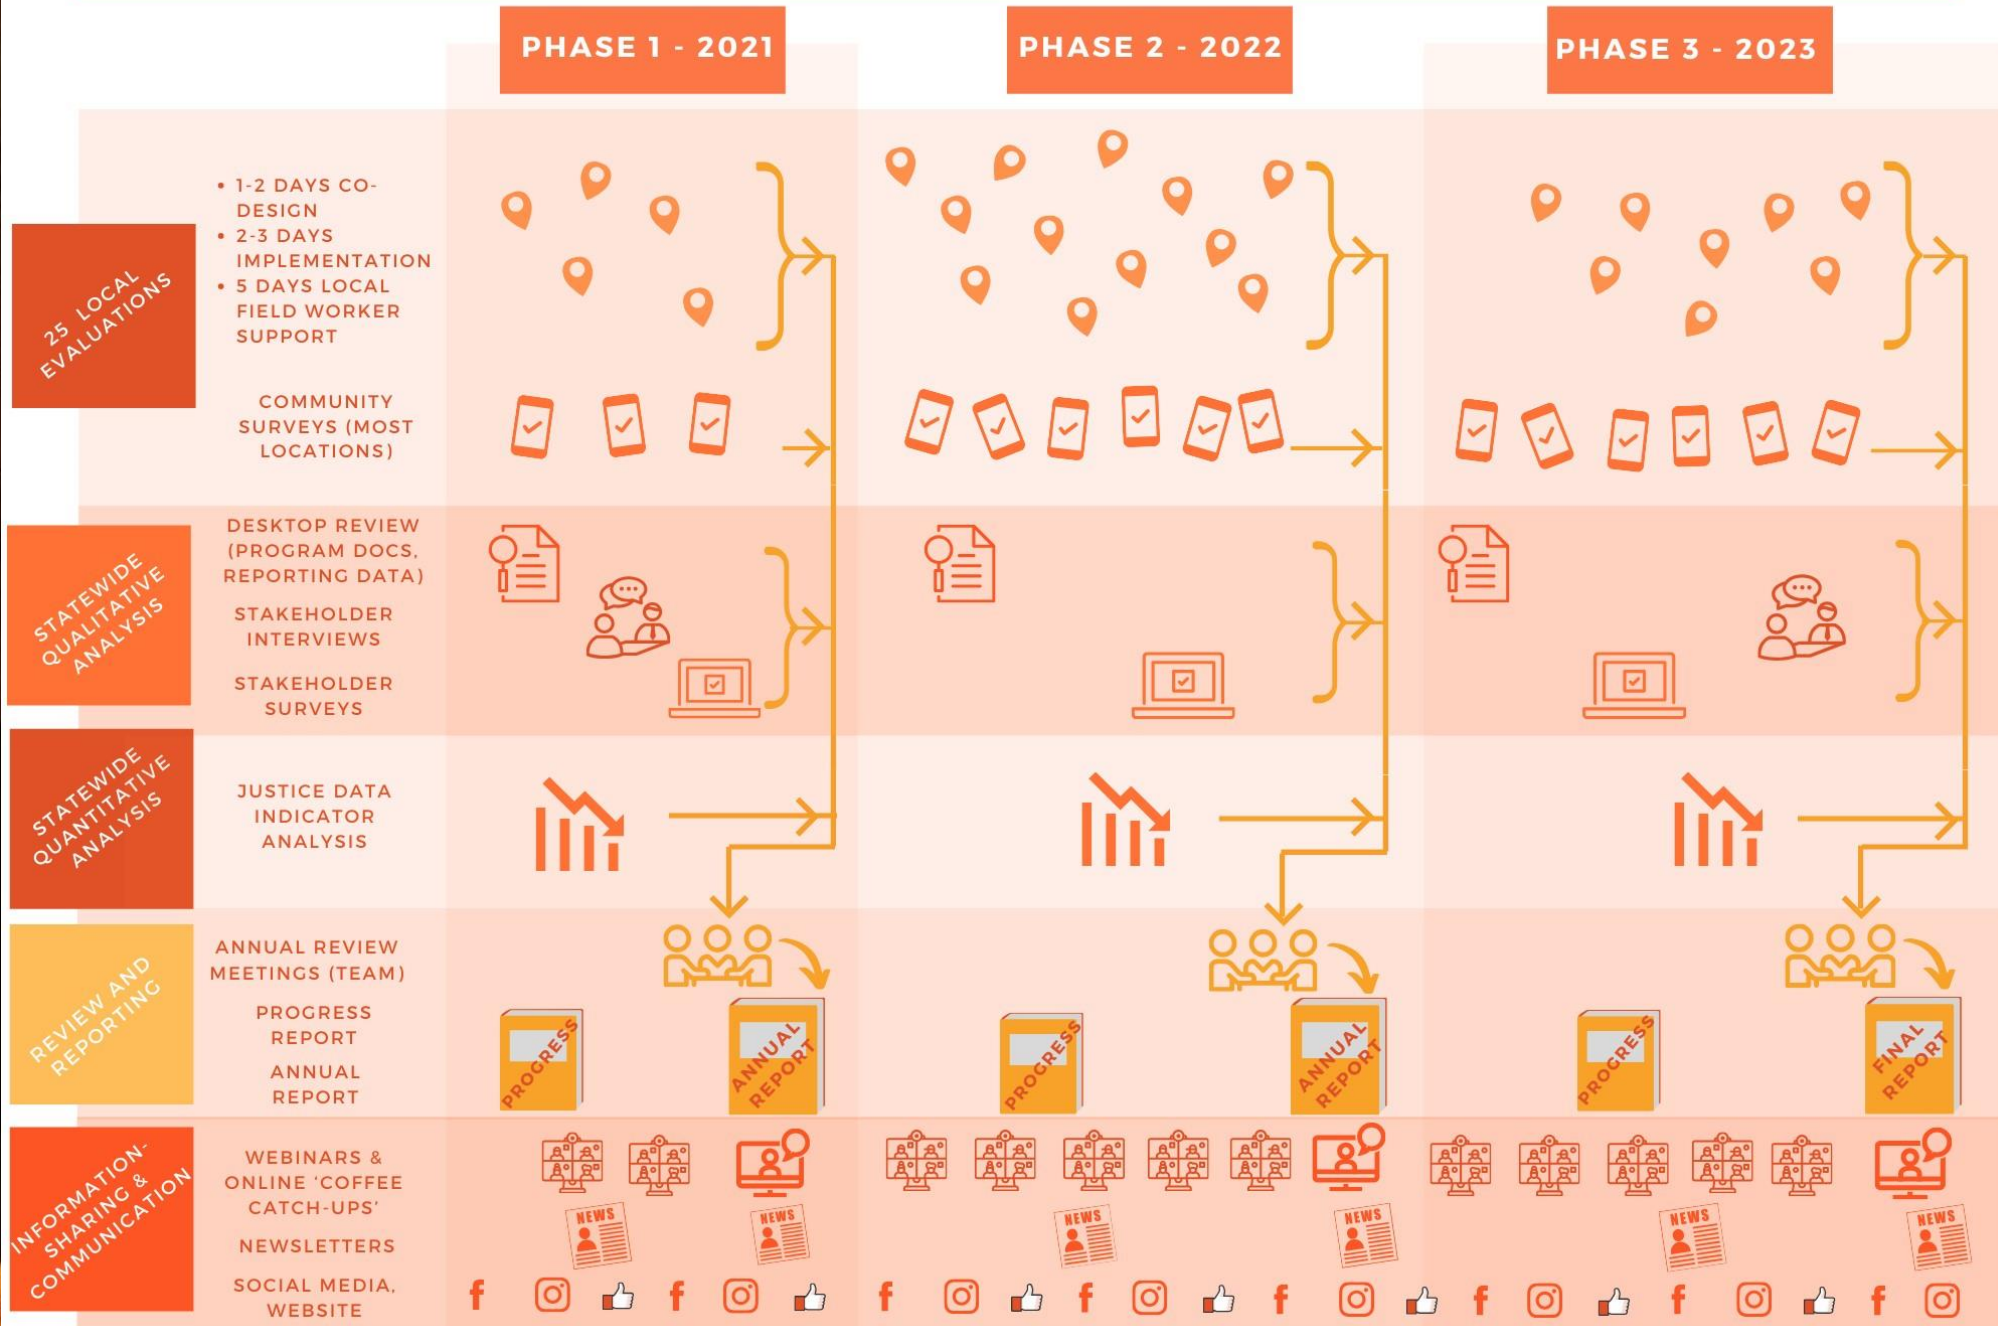 PHASE 1 - 2021
PHASE 2 - 2022
PHASE 3 - 2023
25 LOCAL
EVALUATIONS
• 1-2 DAYS CO-
DESIGN
• 2-3 DAYS
IMPLEMENTATION
• 5 DAYS LOCAL
FIELD WORKER
SUPPORT
COMMUNITY
SURVEYS (MOST
LOCATIONS)
STATEWIDE
QUALITATIVE
ANALYSIS
DESKTOP REVIEW
(PROGRAM DOCS,
REPORTING DATA)
STAKEHOLDER
INTERVIEWS
STAKEHOLDER
SURVEYS
STATEWIDE
QUANTITATIVE
ANALYSIS
JUSTICE DATA
INDICATOR
ANALYSIS
REVIEW AND
REPORTING
ANNUAL REVIEW
MEETINGS (TEAM)
PROGRESS
REPORT
ANNUAL
REPORT
PROGRESS
ANNUAL
REPORT
PROGRESS
ANNUAL
REPORT
PROGRESS
FINAL
REPORT
INFORMATION-
SHARING &
COMMUNICATION
WEBINARS &
ONLINE ‘COFFEE
CATCH-UPS’
NEWSLETTERS
SOCIAL MEDIA,
WEBSITE
NEWS
NEWS
NEWS
NEWS
NEWS
NEWS